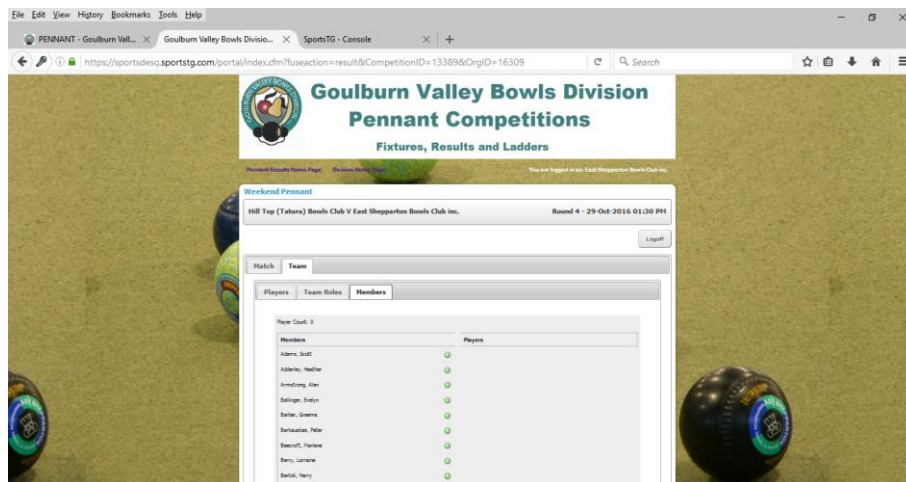 File Edit View History Bookmarks Tools Help
PENNANT - Goulburn Vall... × Goulburn Valley Bowls Divisio... × SportsTG - Console × +
https://sportsdesq.sportstg.com/portal/index.cfm?fuseaction=result&CompetitionID=13389&OrgID=16309 Search
Goulburn Valley Bowls Division
Pennant Competitions
Fixtures, Results and Ladders
Pennant Results Home Page Division Home Page You are logged in as: East Shepparton Bowls Club inc.
Weekend Pennant
Hill Top (Tatura) Bowls Club V East Shepparton Bowls Club inc. Round 4 - 29-Oct-2016 01:30 PM
Logoff
Match Team
Players Team Roles Members
Player Count: 0
Members Players
Adams, Scott
Adderley, Heather
Armstrong, Alan
Ballinger, Evelyn
Barber, Graeme
Barkauskas, Peter
Beecroft, Marlene
Berry, Lorraine
Bertoli, Harry